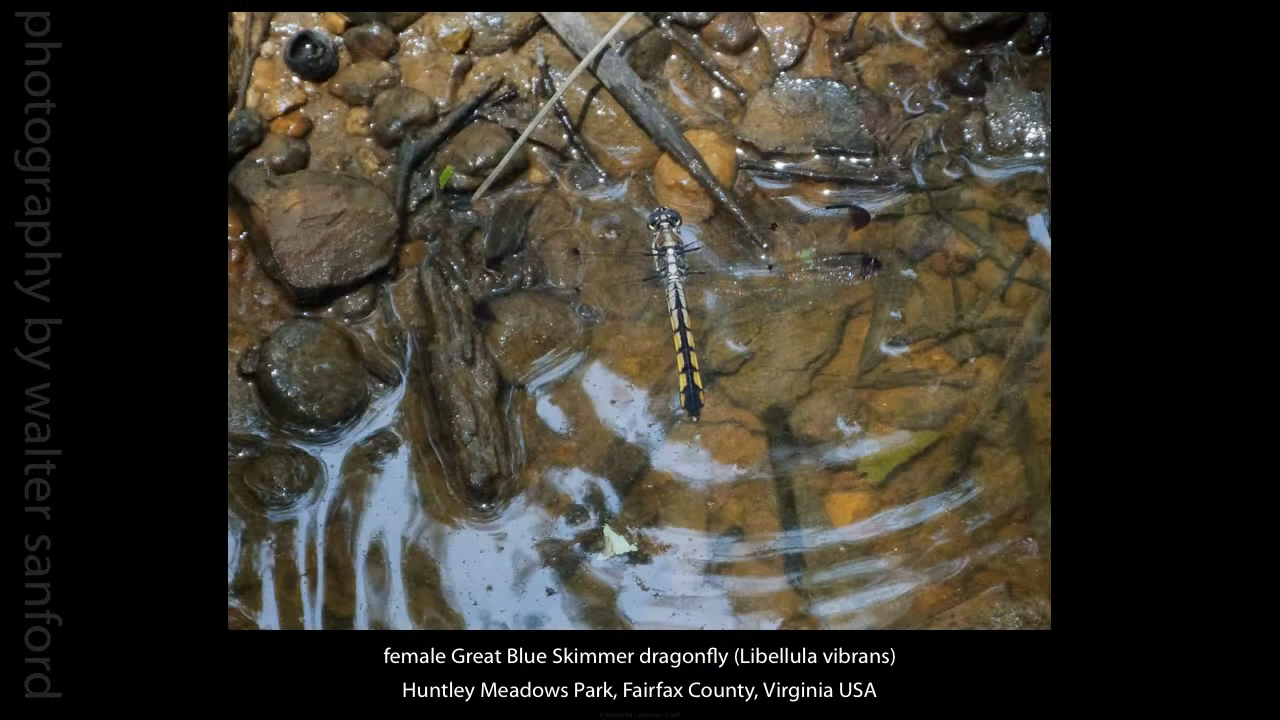 photography by walter sanford
female Great Blue Skimmer dragonfly (Libellula vibrans)
Huntley Meadows Park, Fairfax County, Virginia USA